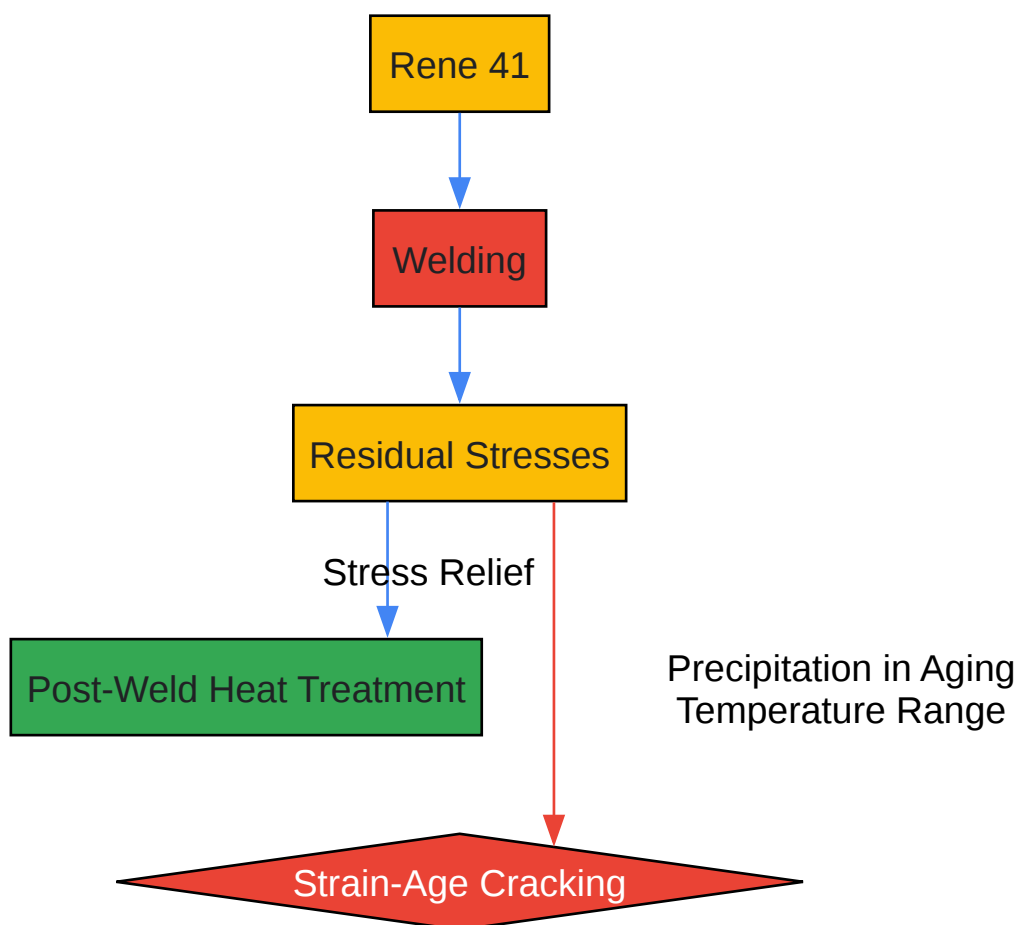 Rene 41
Welding
Residual Stresses
Stress Relief
Post-Weld Heat Treatment
Precipitation in Aging
Temperature Range
Strain-Age Cracking